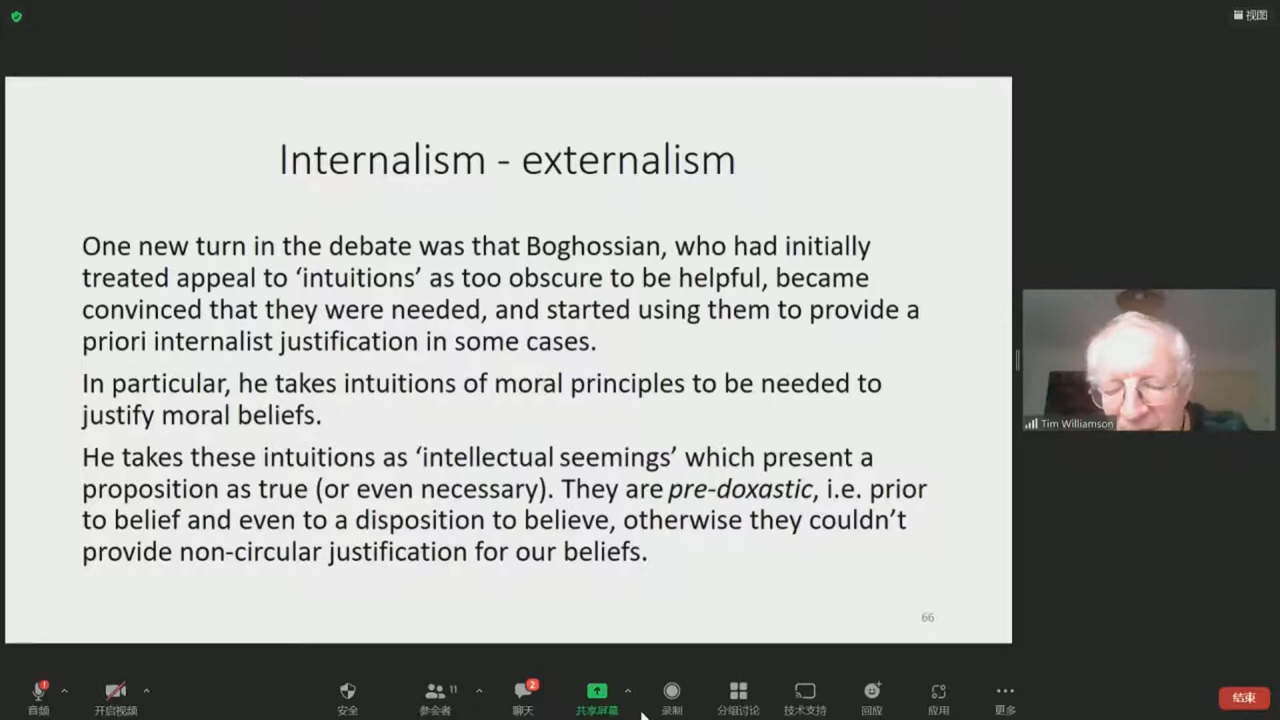 视图
Internalism - externalism
One new turn in the debate was that Boghossian, who had initially
treated appeal to ‘intuitions’ as too obscure to be helpful, became
convinced that they were needed, and started using them to provide a
priori internalist justification in some cases.
In particular, he takes intuitions of moral principles to be needed to
justify moral beliefs.
He takes these intuitions as ‘intellectual seemings’ which present a
proposition as true (or even necessary). They are pre-doxastic, i.e. prior
to belief and even to a disposition to believe, otherwise they couldn’t
provide non-circular justification for our beliefs.
66
Tim Williamson
11
2
音频 开启视频 安全 参会者 聊天 共享屏幕 录制 分组讨论 技术支持 回应 应用 更多 结束